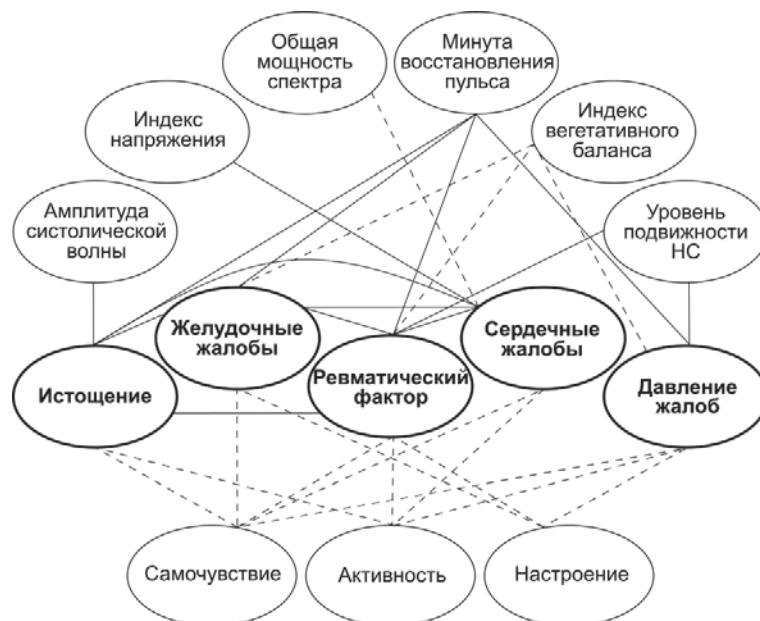 Общая
мощность
спектра
Минута
восстановления
пульса
Индекс
напряжения
Индекс
вегетативного
баланса
Амплитуда
систолической
волны
Уровень
подвижности
НС
Желудочные
жалобы
Сердечные
жалобы
Истощение
Ревматический
фактор
Давление
жалоб
Самочувствие
Активность
Настроение